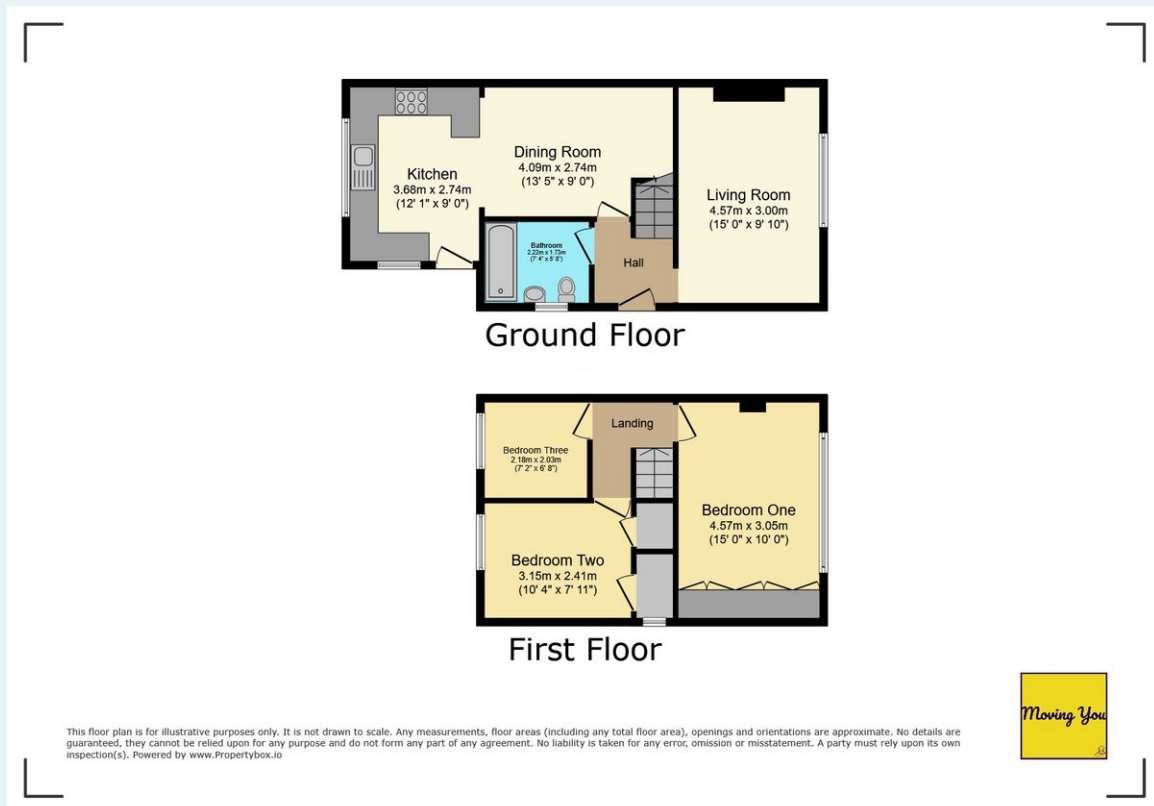 Kitchen
3.68m x 2.74m
(12' 1" x 9' 0")
Dining Room
4.09m x 2.74m
(13' 5" x 9' 0")
Living Room
4.57m x 3.00m
(15' 0" x 9' 10")
Bathroom
2.22m x 1.73m
(7' 4" x 5' 8")
Hall
Ground Floor
Landing
Bedroom Three
2.18m x 2.03m
(7' 2" x 6' 8")
Bedroom One
4.57m x 3.05m
(15' 0" x 10' 0")
Bedroom Two
3.15m x 2.41m
(10' 4" x 7' 11")
First Floor
Moving You
This floor plan is for illustrative purposes only. It is not drawn to scale. Any measurements, floor areas (including any total floor area), openings and orientations are approximate. No details are
guaranteed, they cannot be relied upon for any purpose and do not form any part of any agreement. No liability is taken for any error, omission or misstatement. A party must rely upon its own
inspection(s). Powered by www.Propertybox.io